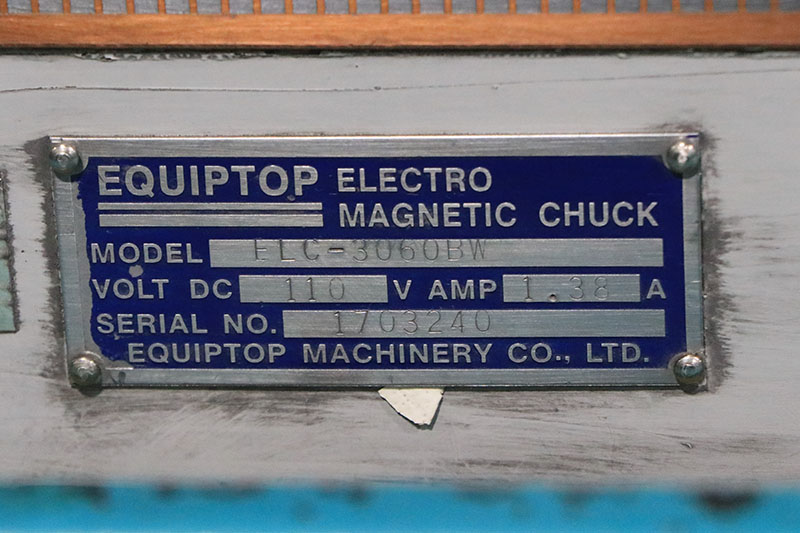 EQUIPTOP ELECTRO
MAGNETIC CHUCK
MODEL ELC-3060BW
VOLT DC 110 V AMP 1.38 A
SERIAL NO. 1703240
EQUIPTOP MACHINERY CO., LTD.